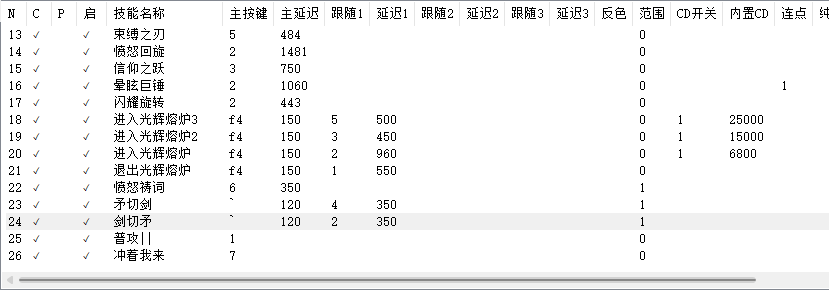 N C P 启 技能名称 主按键 主延迟 跟随1 延迟1 跟随2 延迟2 跟随3 延迟3 反色 范围 CD开关 内置CD 连点
13 ✓ ✓ 束缚之刃 5 484 0
14 ✓ ✓ 愤怒回旋 2 1481 0
15 ✓ ✓ 信仰之跃 3 750 0
16 ✓ ✓ 晕眩巨锤 2 1060 0 1
17 ✓ ✓ 闪耀旋转 2 443 0
18 ✓ ✓ 进入光辉熔炉3 f4 150 5 500 0 1 25000
19 ✓ ✓ 进入光辉熔炉2 f4 150 3 450 0 1 15000
20 ✓ ✓ 进入光辉熔炉 f4 150 2 960 0 1 6800
21 ✓ ✓ 退出光辉熔炉 f4 150 1 550 0
22 ✓ ✓ 愤怒祷词 6 350 1
23 ✓ ✓ 矛切剑 ` 120 4 350 1
24 ✓ ✓ 剑切矛 ` 120 2 350 1
25 ✓ ✓ 普攻|| 1 0
26 ✓ ✓ 冲着我来 7 0